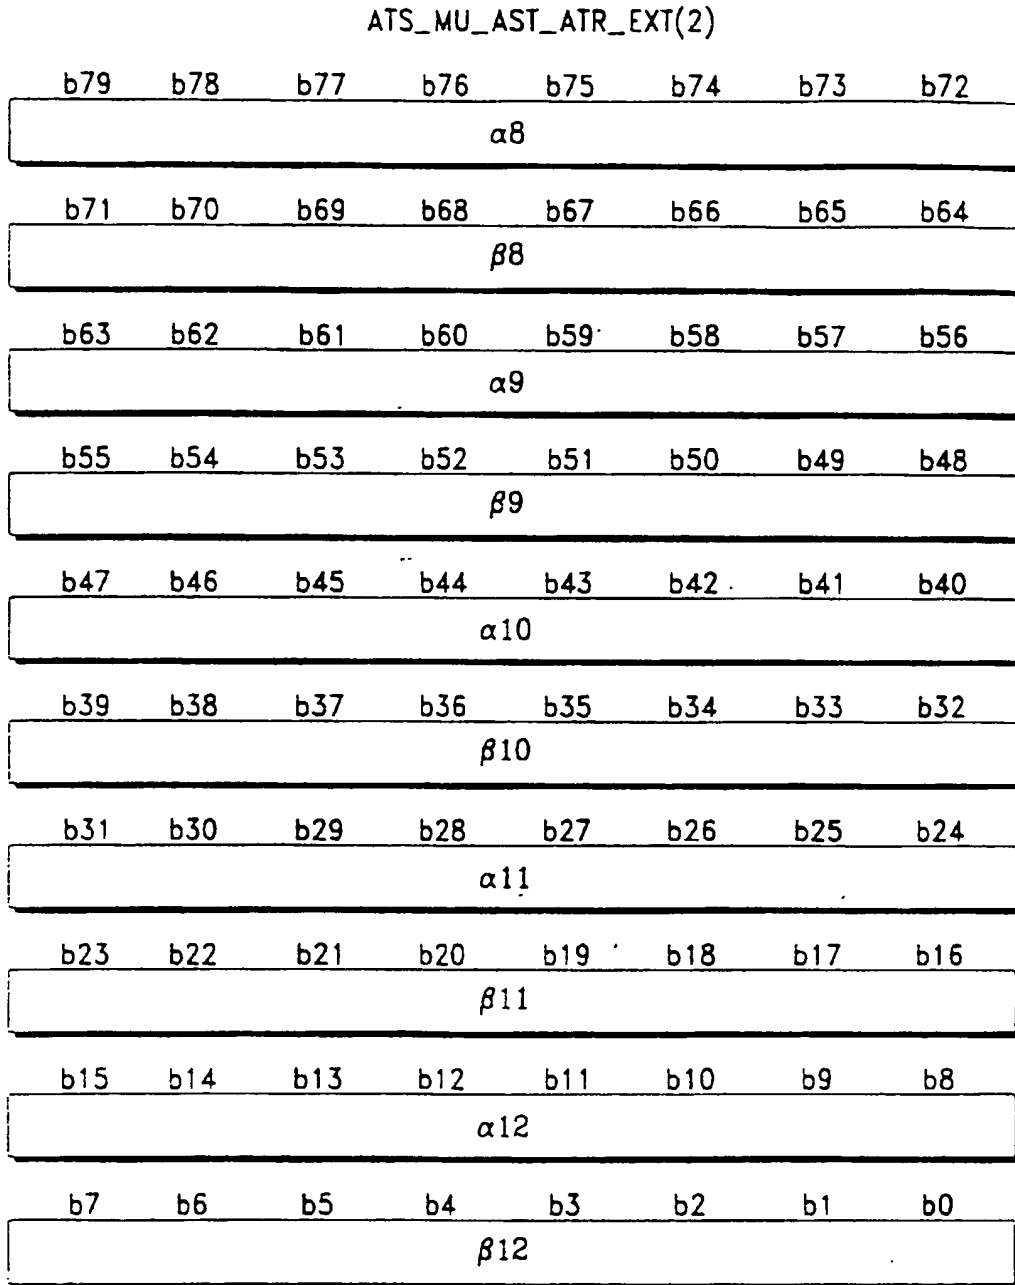 ATS_MU_AST_ATR_EXT(2)
b79 b78 b77 b76 b75 b74 b73 b72
α8
b71 b70 b69 b68 b67 b66 b65 b64
β8
b63 b62 b61 b60 b59 b58 b57 b56
α9
b55 b54 b53 b52 b51 b50 b49 b48
β9
b47 b46 b45 b44 b43 b42 b41 b40
α10
b39 b38 b37 b36 b35 b34 b33 b32
β10
b31 b30 b29 b28 b27 b26 b25 b24
α11
b23 b22 b21 b20 b19 b18 b17 b16
β11
b15 b14 b13 b12 b11 b10 b9 b8
α12
b7 b6 b5 b4 b3 b2 b1 b0
β12